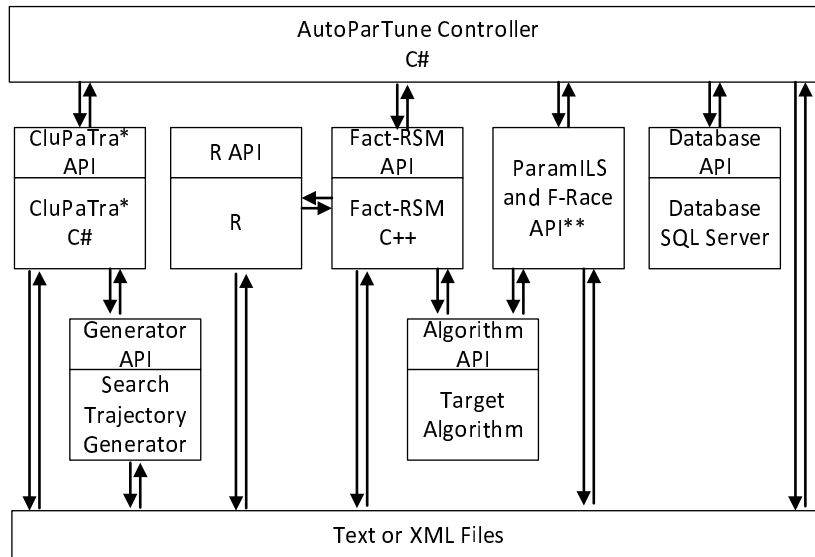 AutoParTune Controller
C#
CluPaTra*
API
CluPaTra*
C#
R API
R
Fact-RSM
API
Fact-RSM
C++
ParamILS
and F-Race
API**
Database
API
Database
SQL Server
Generator
API
Search
Trajectory
Generator
Algorithm
API
Target
Algorithm
Text or XML Files